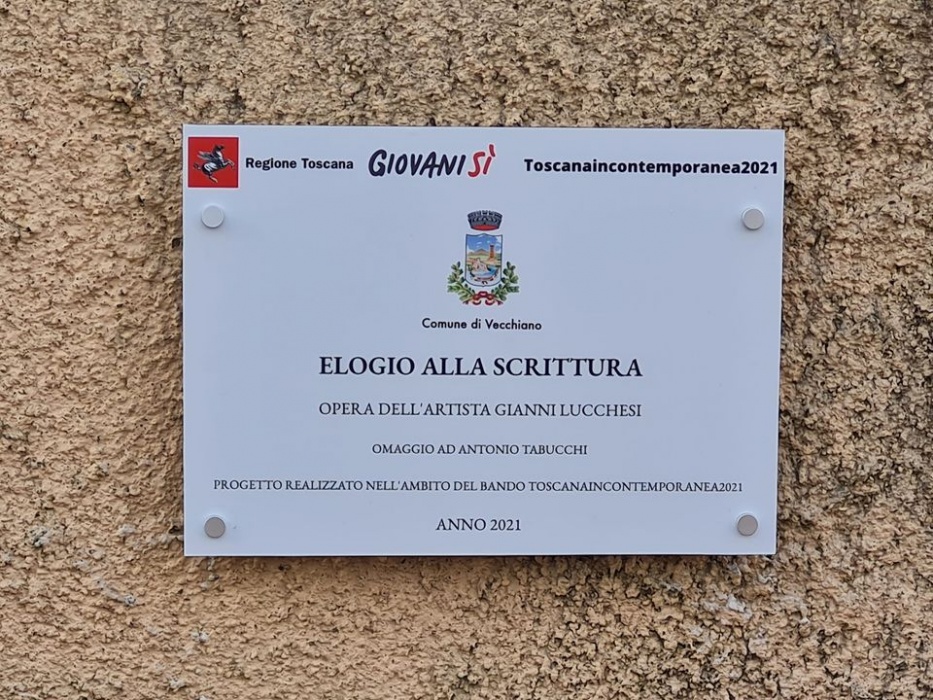 Regione Toscana GIOVANISÌ Toscanaincontemporanea2021
Comune di Vecchiano
ELOGIO ALLA SCRITTURA
OPERA DELL'ARTISTA GIANNI LUCCHESI
OMAGGIO AD ANTONIO TABUCCHI
PROGETTO REALIZZATO NELL'AMBITO DEL BANDO TOSCANAINCONTEMPORANEA2021
ANNO 2021